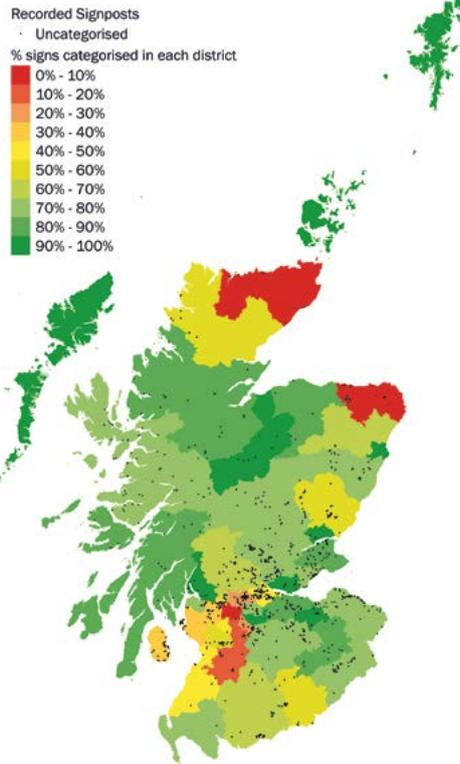 Recorded Signposts
Uncategorised
% signs categorised in each district
0% - 10%
10% - 20%
20% - 30%
30% - 40%
40% - 50%
50% - 60%
60% - 70%
70% - 80%
80% - 90%
90% - 100%